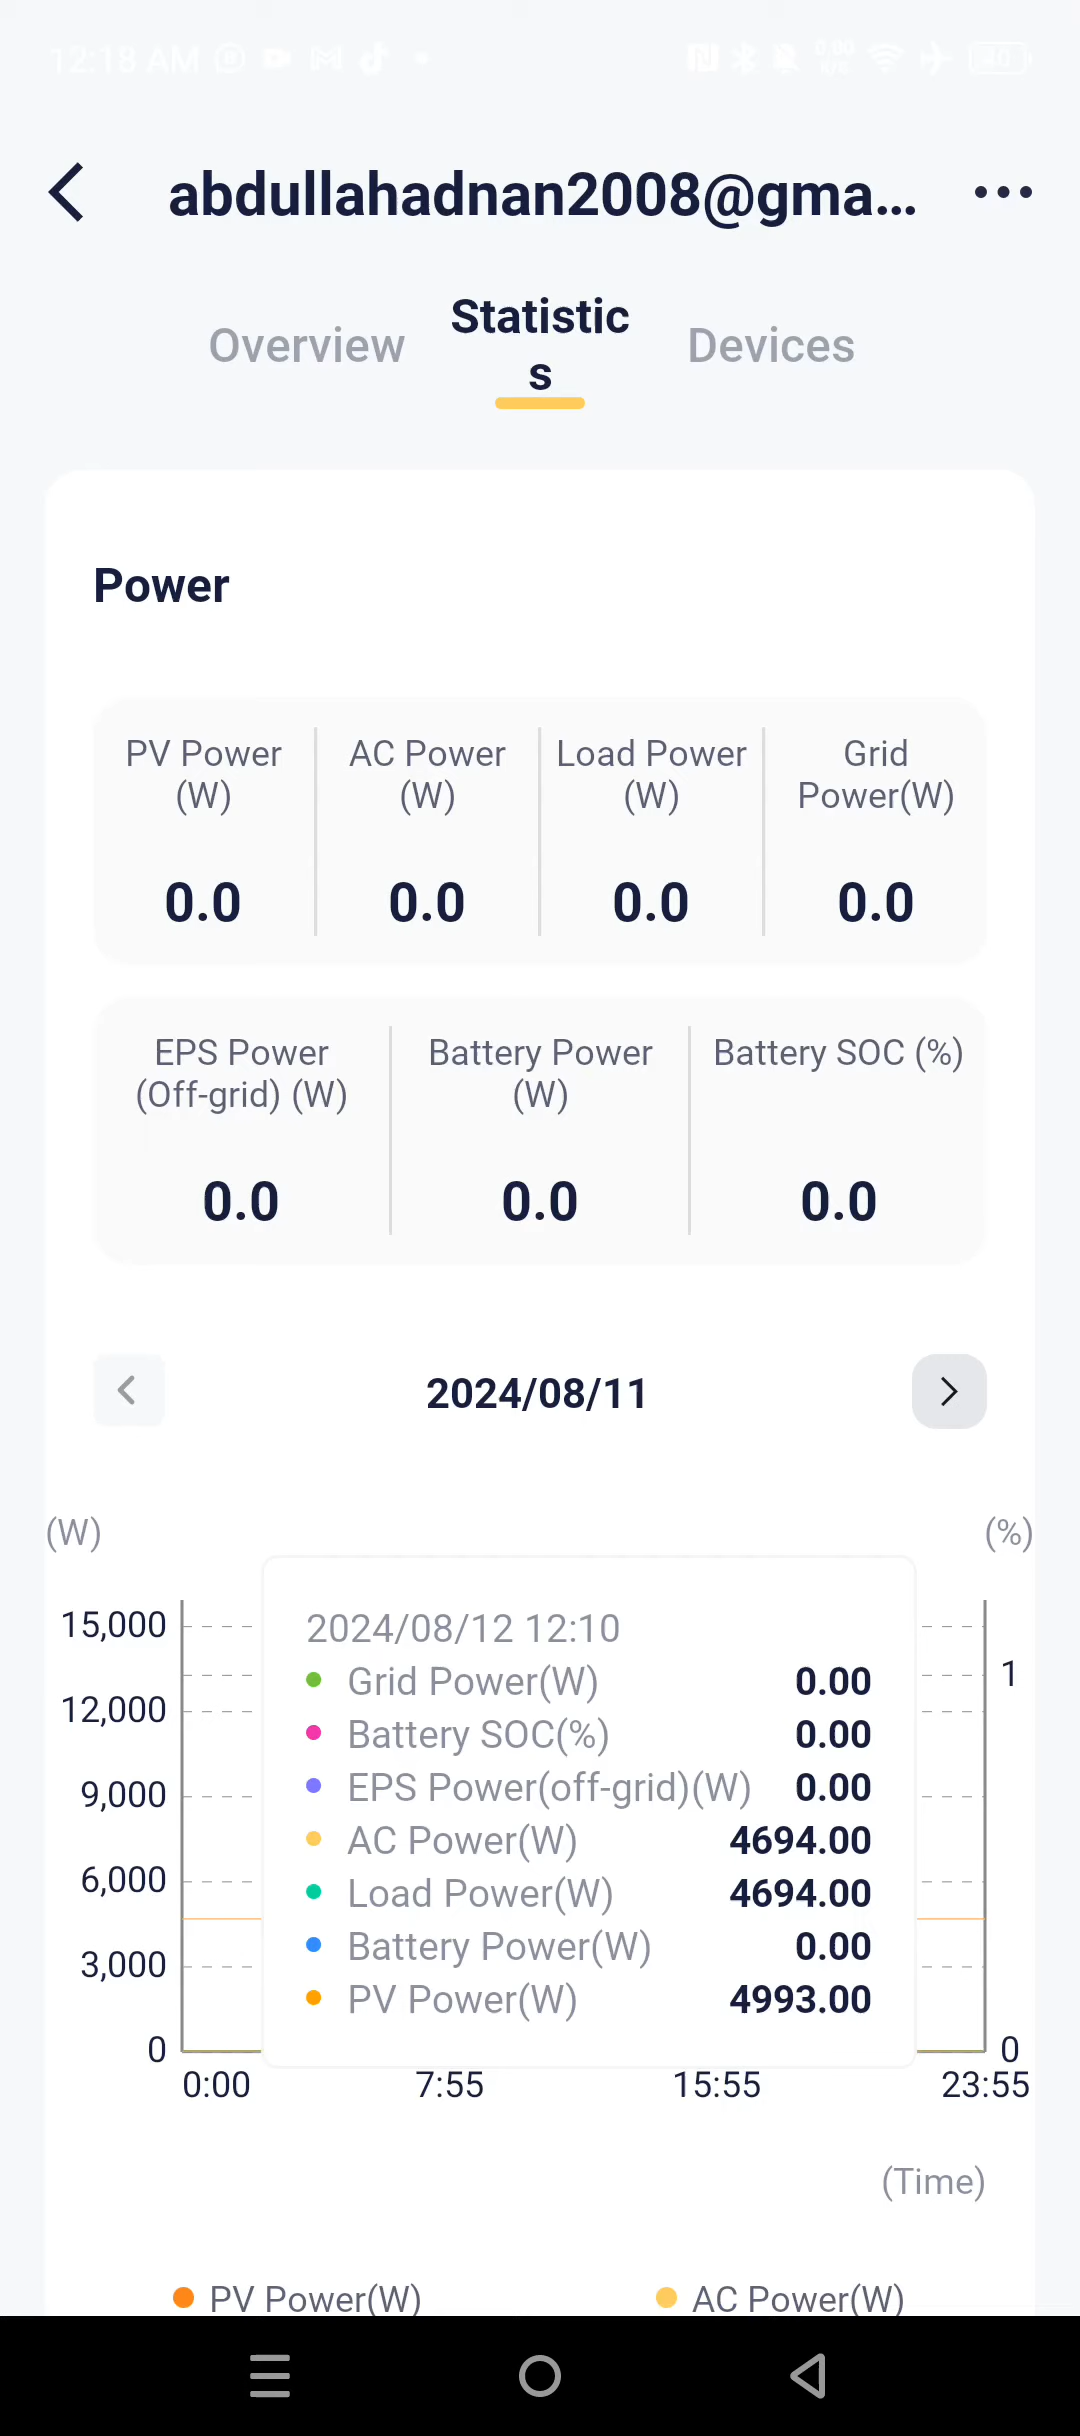 12:18 AM
abdullahadnan2008@gma...
Overview
Statistic
s
Devices
Power
PV Power
(W)
0.0
AC Power
(W)
0.0
Load Power
(W)
0.0
Grid
Power(W)
0.0
EPS Power
(Off-grid) (W)
0.0
Battery Power
(W)
0.0
Battery SOC (%)
0.0
2024/08/11
(W)
(%)
15,000
12,000
9,000
6,000
3,000
0
1
0
2024/08/12 12:10
Grid Power(W) 0.00
Battery SOC(%) 0.00
EPS Power(off-grid)(W) 0.00
AC Power(W) 4694.00
Load Power(W) 4694.00
Battery Power(W) 0.00
PV Power(W) 4993.00
0:00 7:55 15:55 23:55
(Time)
PV Power(W)
AC Power(W)